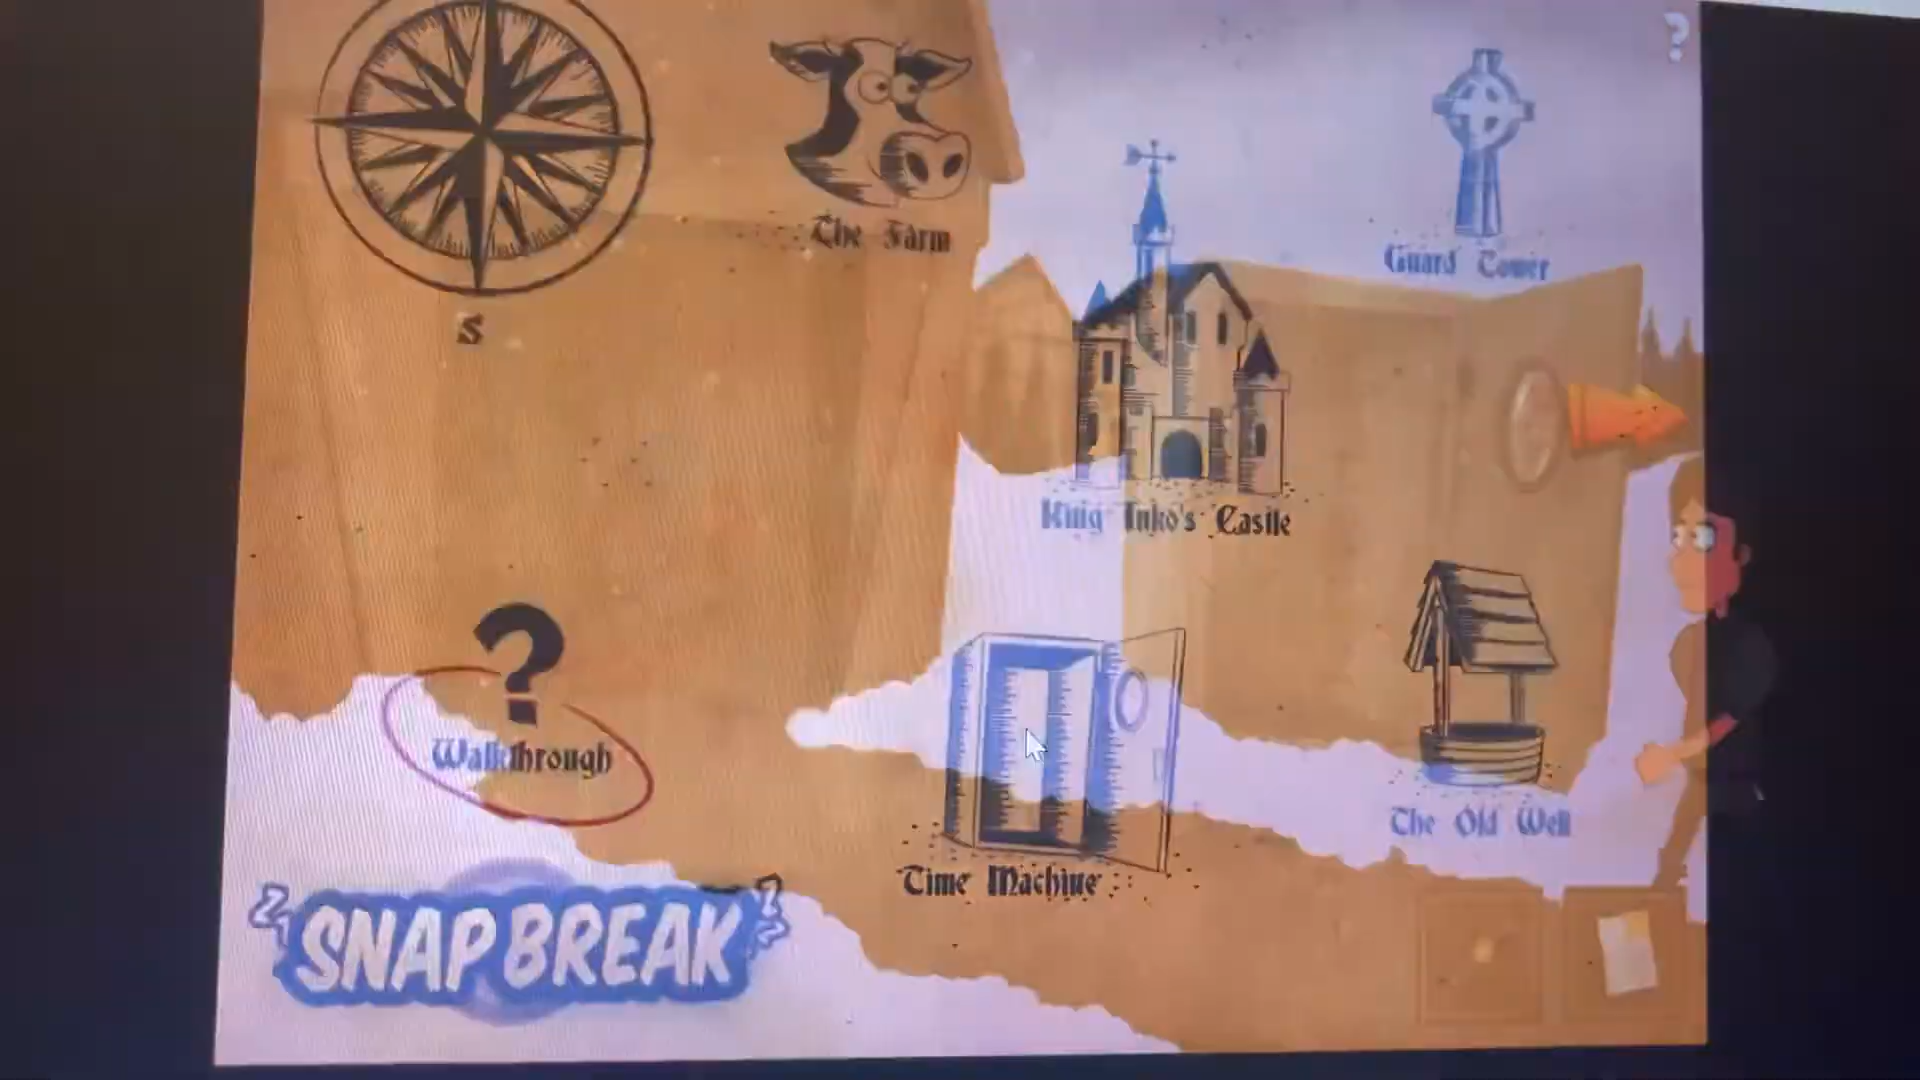 ?
The Farm
Guard Tower
S
King Inko's Castle
?
Walkthrough
The Old Well
Time Machine
Z SNAP BREAK Z Z